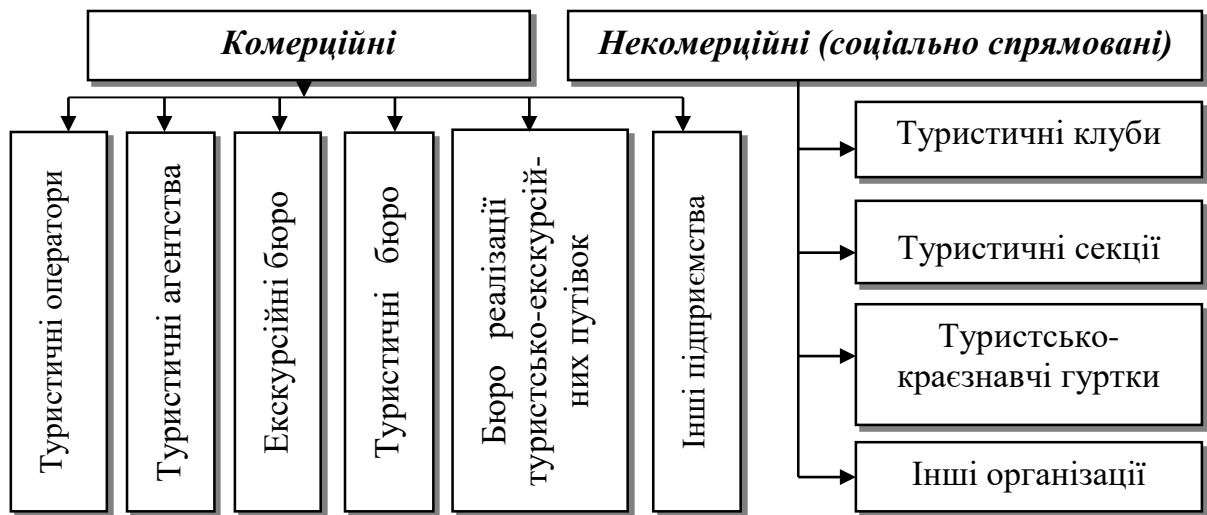 Комерційні
Некомерційні (соціально спрямовані)
Туристичні оператори
Туристичні агентства
Екскурсійні бюро
Туристичні бюро
Бюро реалізації
туристсько-екскурсій-
них путівок
Інші підприємства
Туристичні клуби
Туристичні секції
Туристсько-
краєзнавчі гуртки
Інші організації